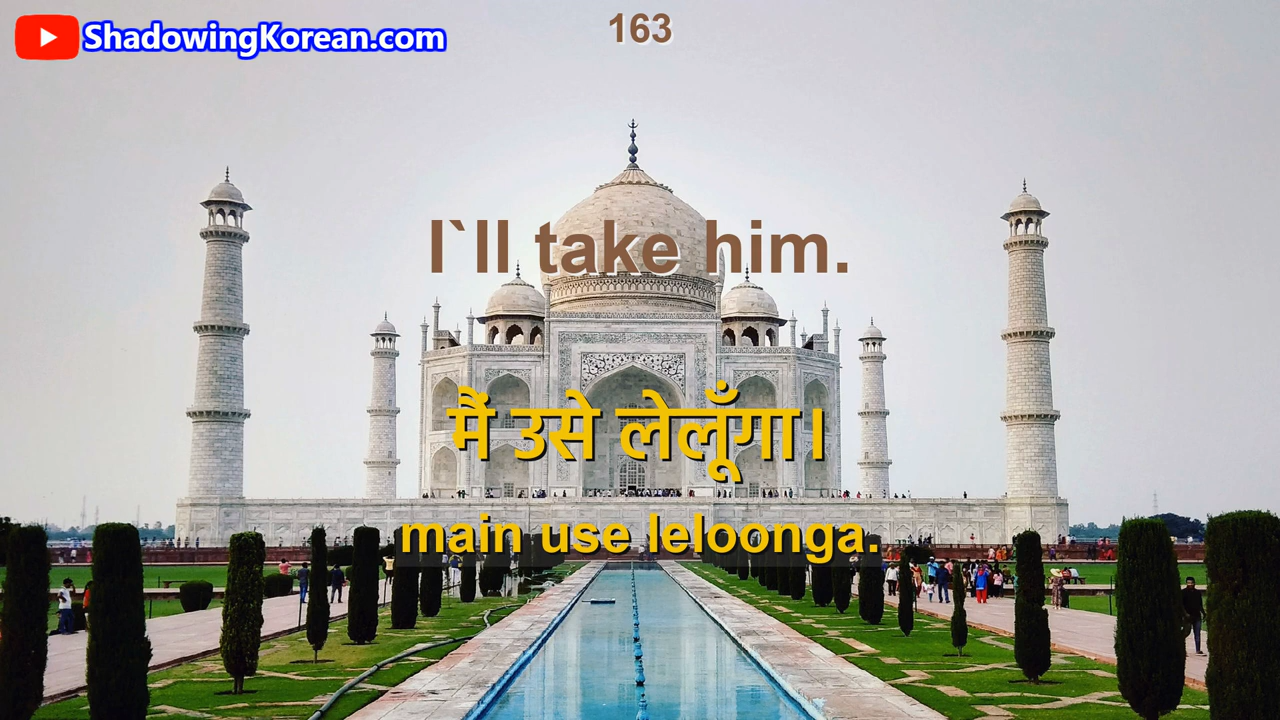 ShadowingKorean.com
163
I`ll take him.
मैं उसे लेलूँगा।
main use leloonga.